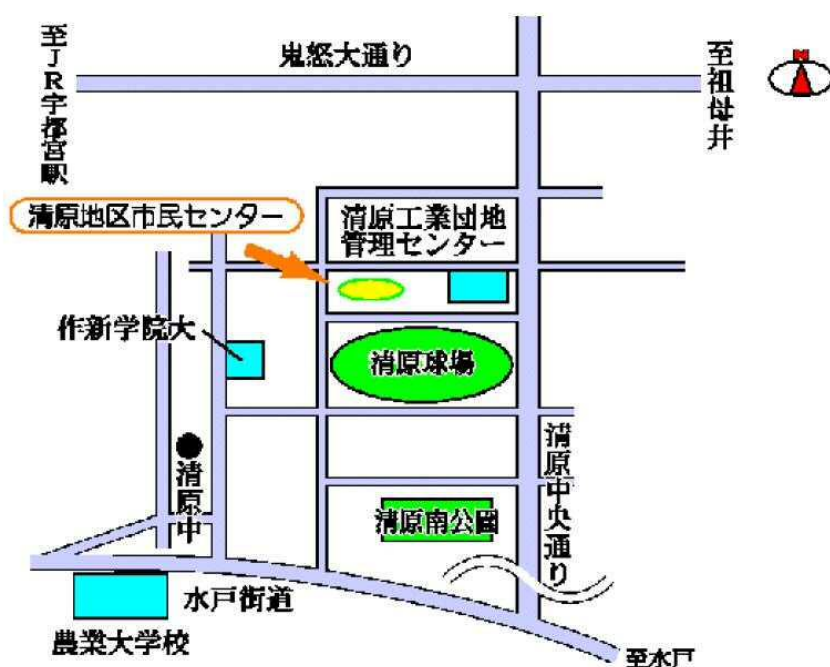 至JR宇都宮駅
鬼怒大通り
至祖母井
N
清原地区市民センター
清原工業団地
管理センター
作新学院大
清原球場
清原中
清原中央通り
清原南公園
水戸街道
農業大学校
至水戸